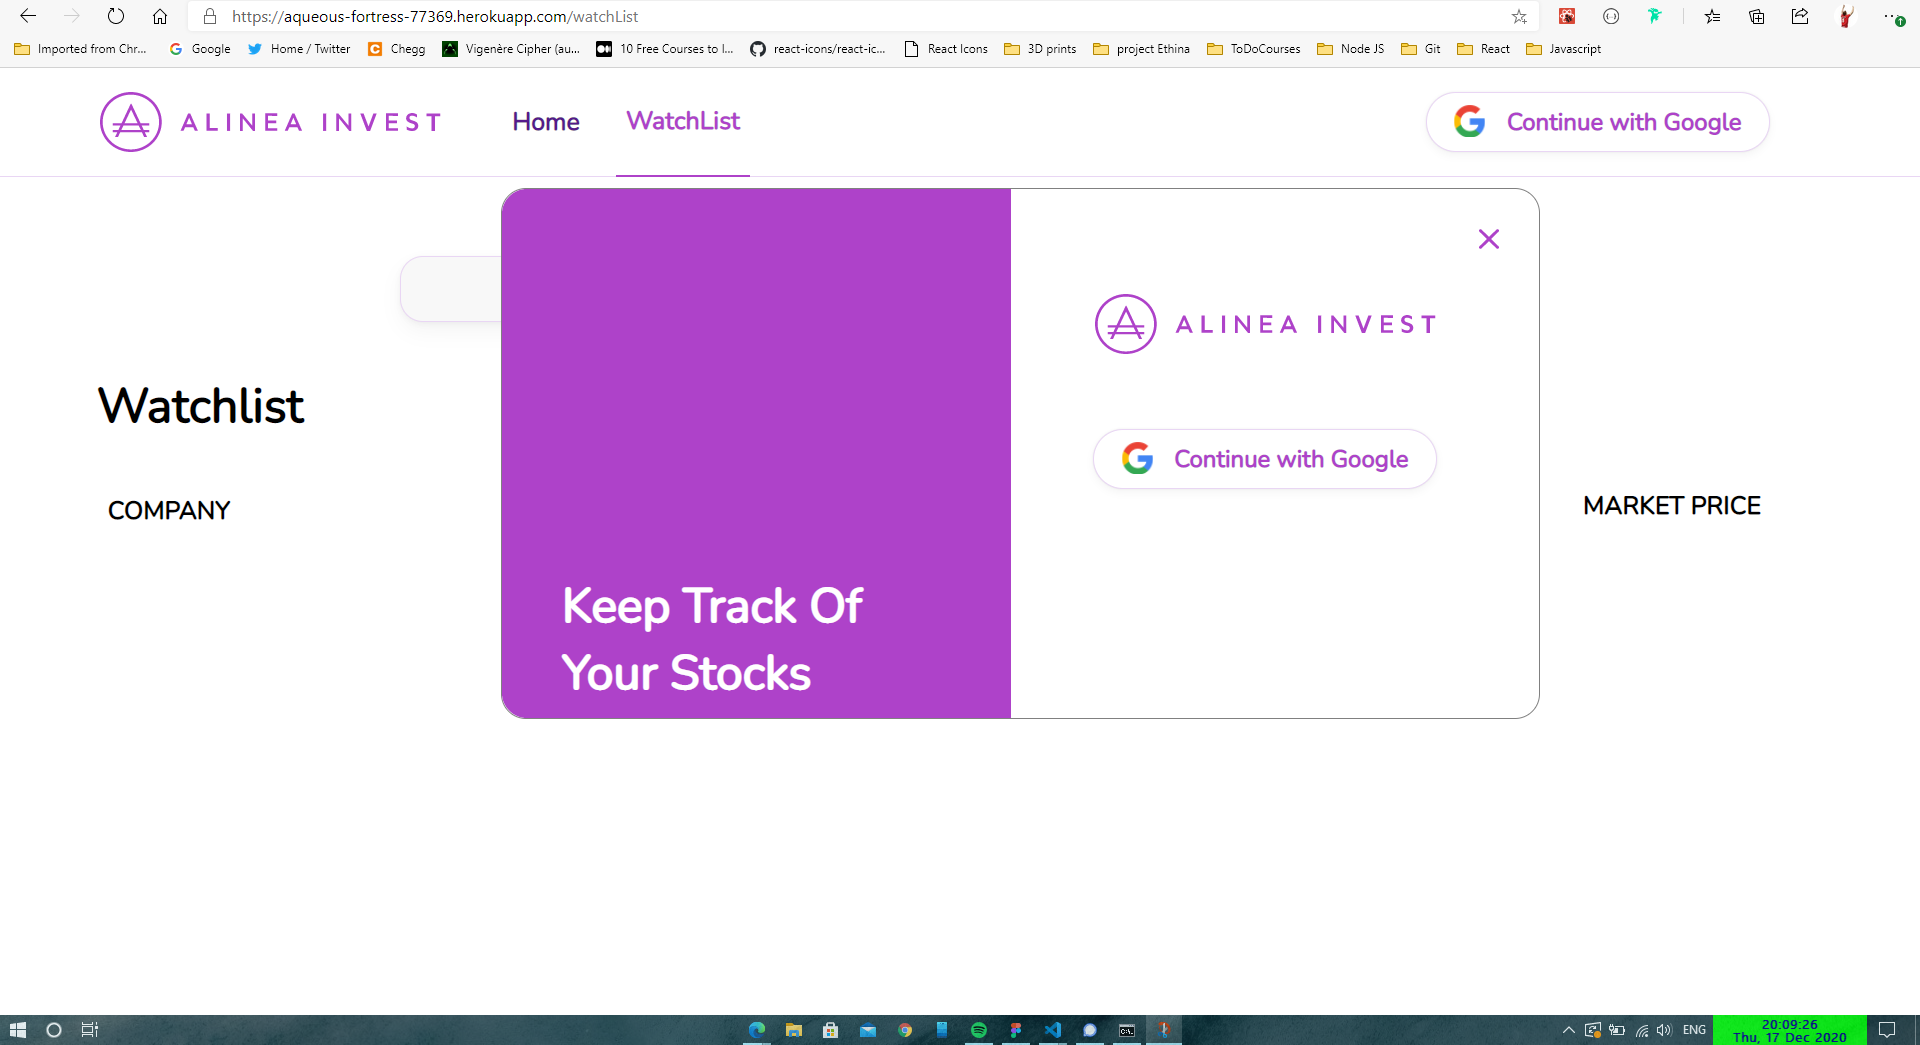 https://aqueous-fortress-77369.herokuapp.com/watchList
Imported from Chr... Google Home / Twitter Chegg Vigenère Cipher (au... 10 Free Courses to l... react-icons/react-ic... React Icons 3D prints project Ethina ToDoCourses Node JS Git React Javascript
ALINEA INVEST Home WatchList Continue with Google
ALINEA INVEST
Watchlist
Continue with Google
COMPANY MARKET PRICE
Keep Track Of
Your Stocks
ENG 20:09:26
Thu, 17 Dec 2020